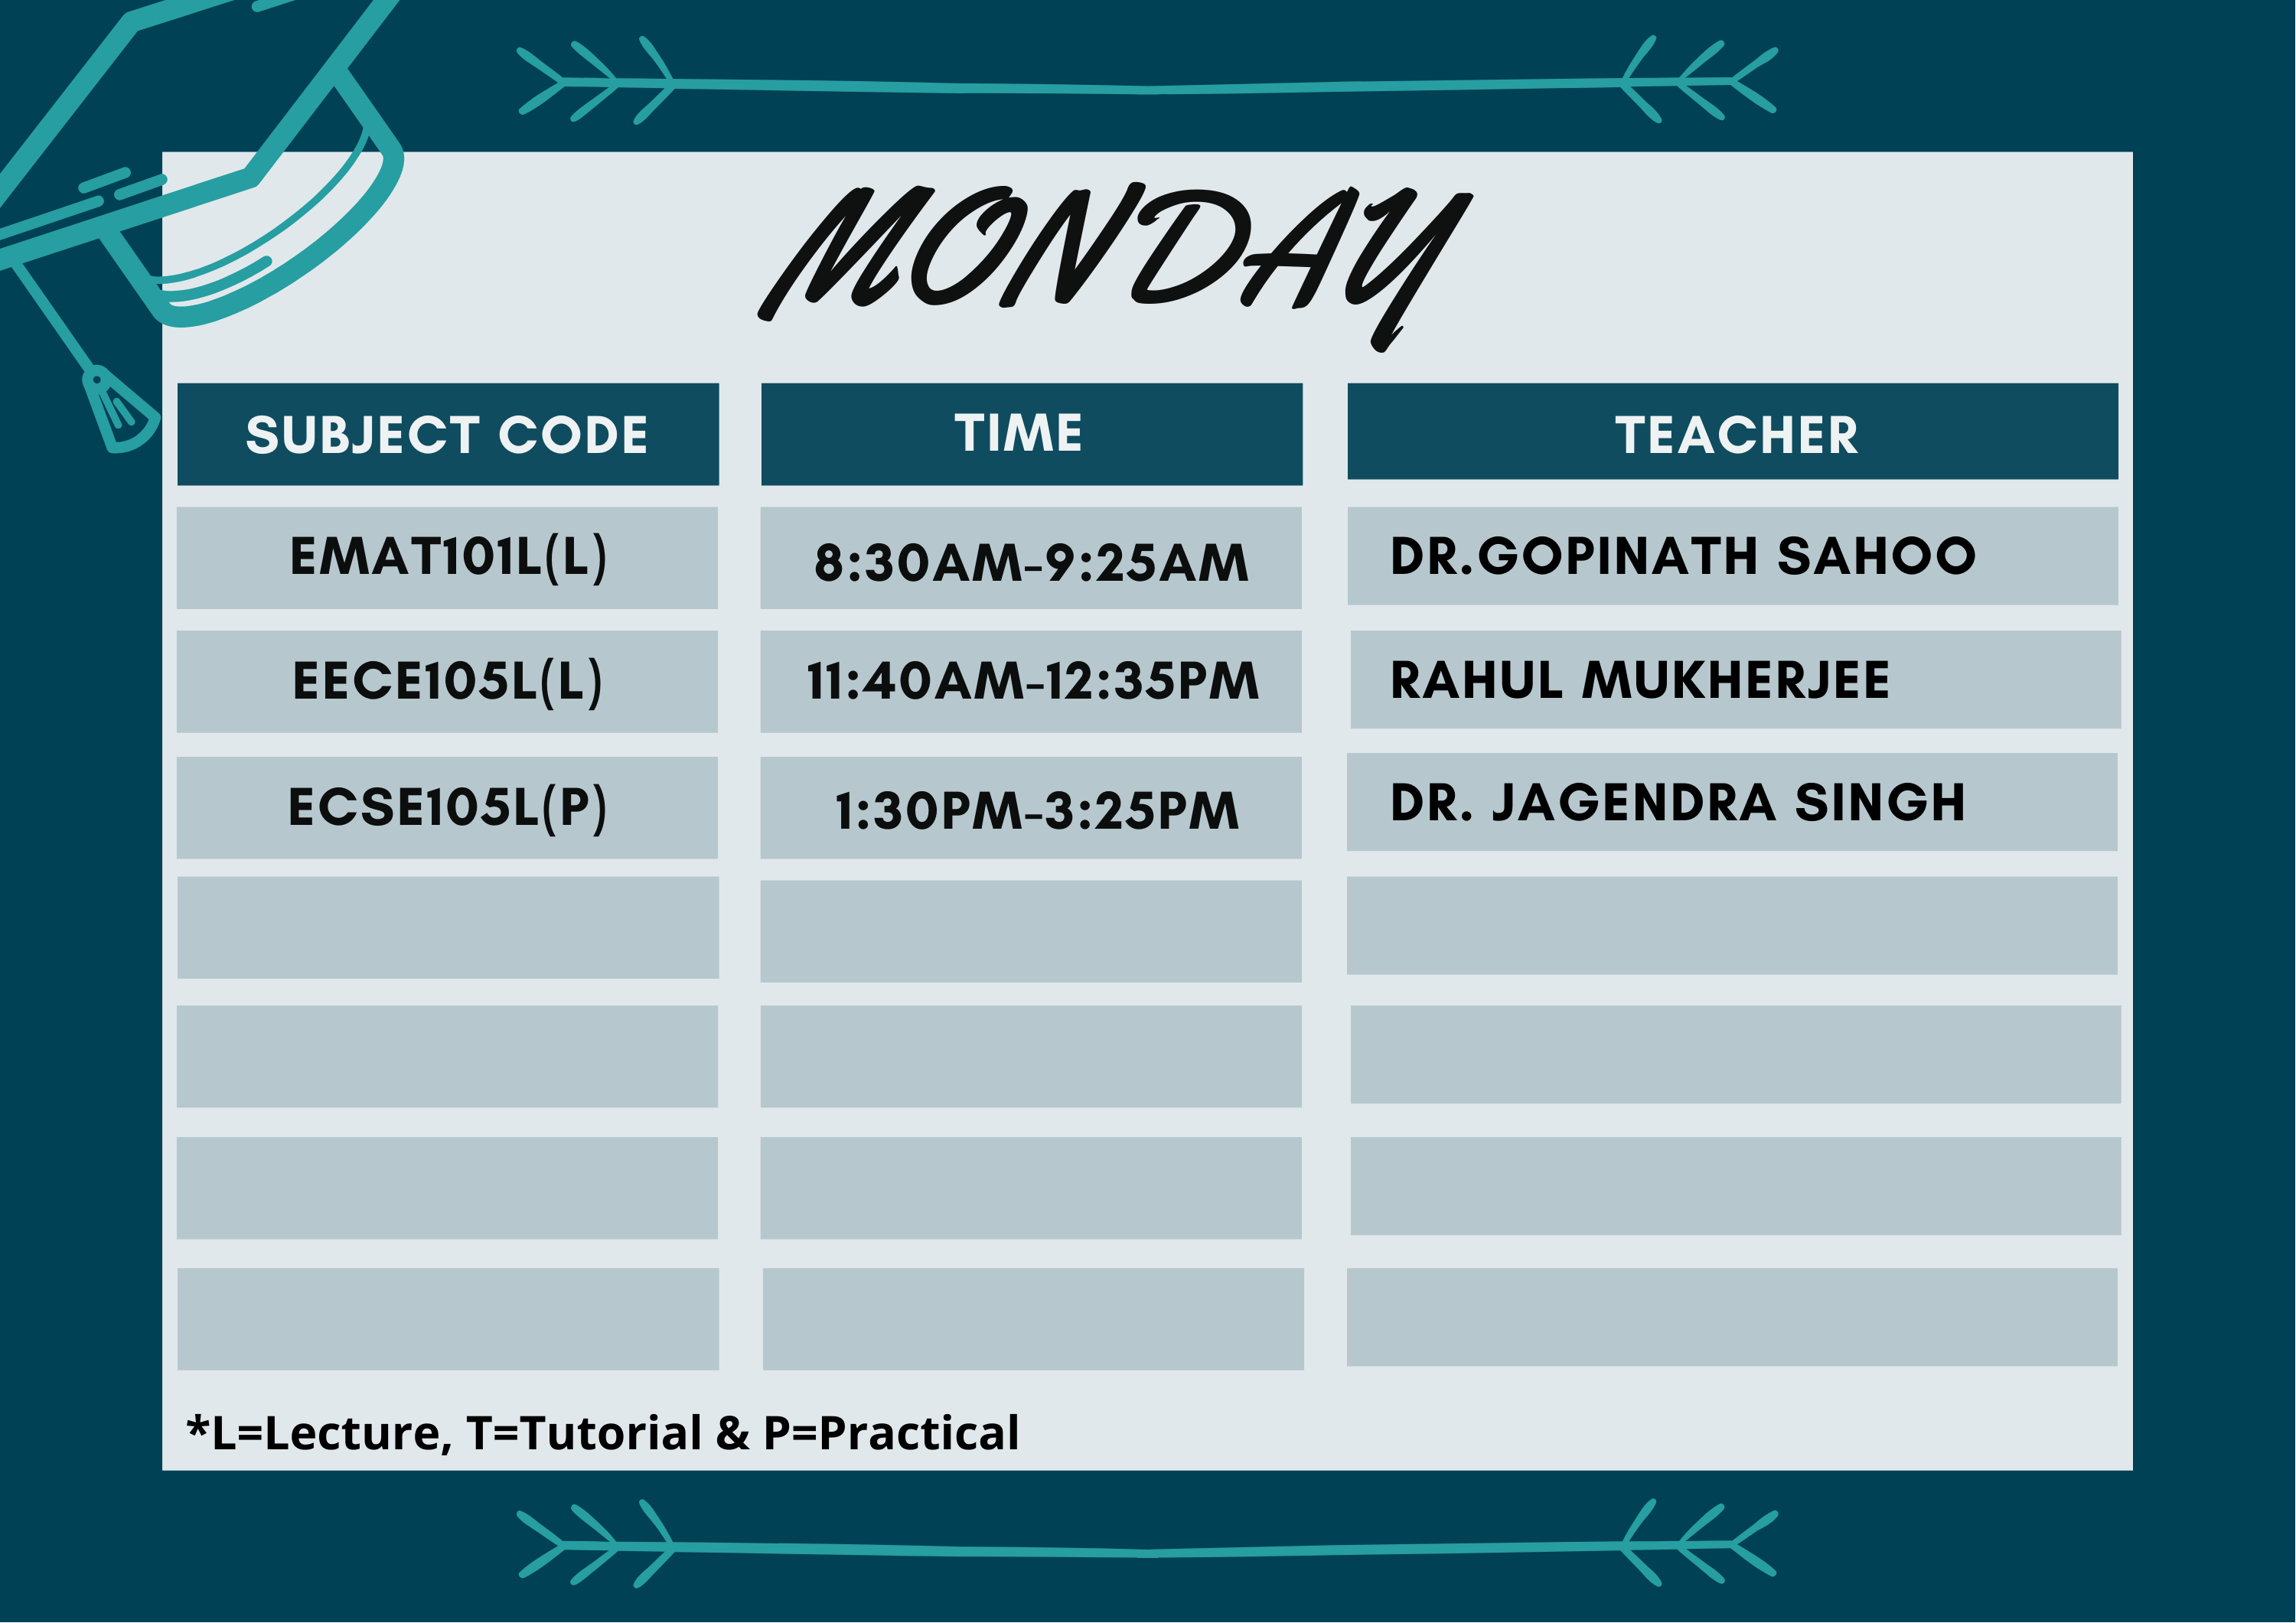 MONDAY
SUBJECT CODE TIME TEACHER
EMAT101L(L) 8:30AM-9:25AM DR.GOPINATH SAHOO
EECE105L(L) 11:40AM-12:35PM RAHUL MUKHERJEE
ECSE105L(P) 1:30PM-3:25PM DR. JAGENDRA SINGH
*L=Lecture, T=Tutorial & P=Practical